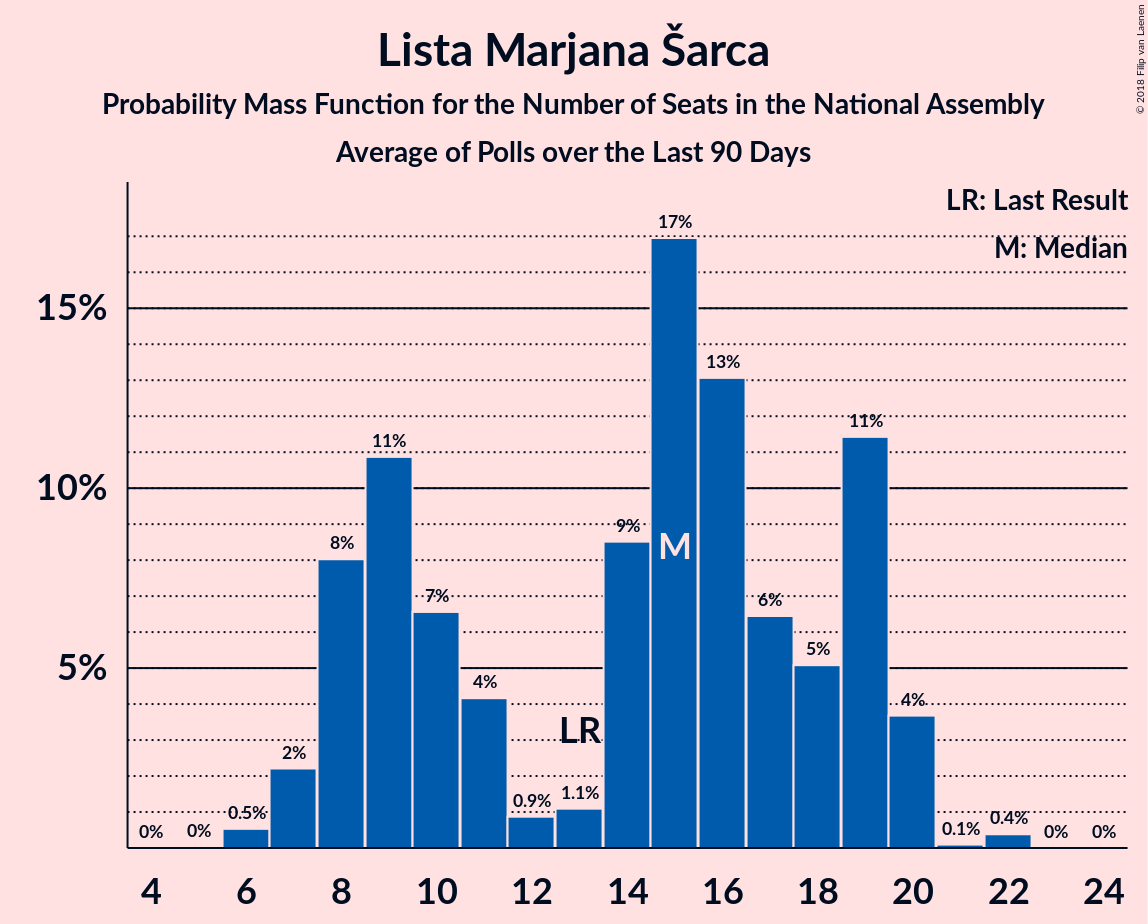 Lista Marjana Šarca
Probability Mass Function for the Number of Seats in the National Assembly
Average of Polls over the Last 90 Days
© 2018 Filip van Laenen
LR: Last Result
M: Median
15%
10%
5%
0%
0%
0.5%
2%
8%
11%
7%
4%
0.9%
1.1%
LR
9%
17%
M
13%
6%
5%
11%
4%
0.1%
0.4%
0%
0%
4 6 8 10 12 14 16 18 20 22 24